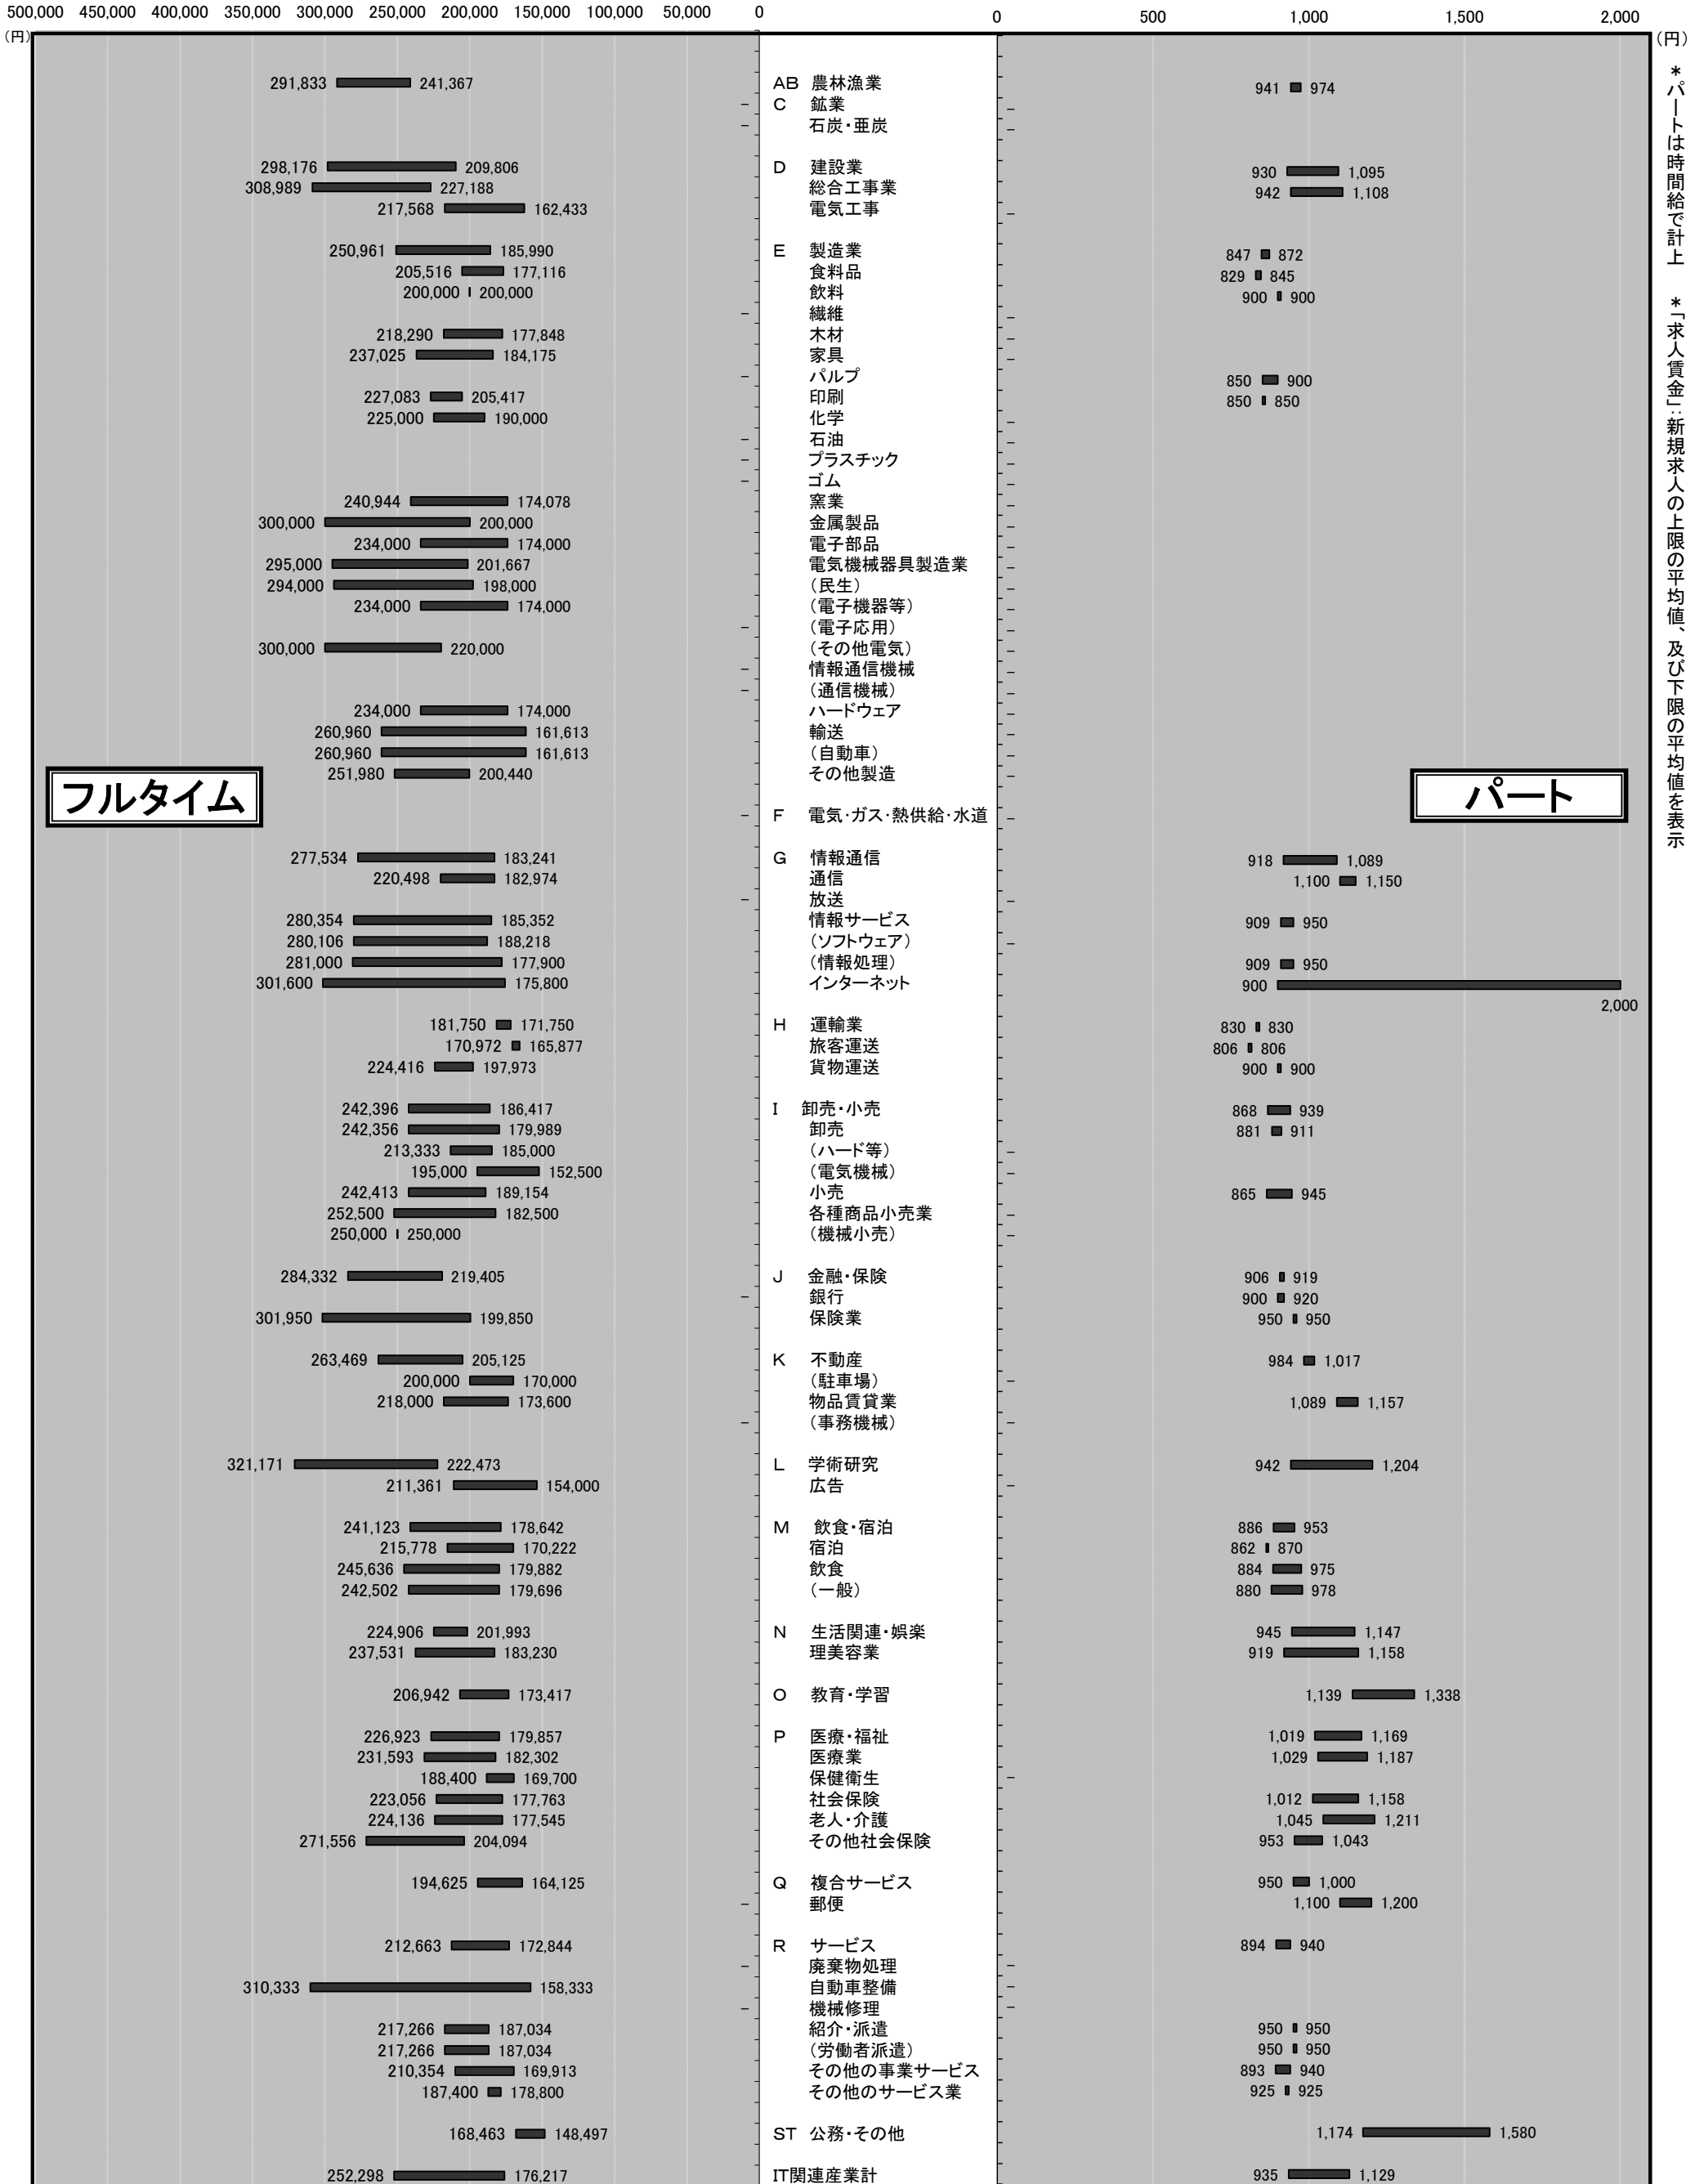 500,000 450,000 400,000 350,000 300,000 250,000 200,000 150,000 100,000 50,000 0 0 500 1,000 1,500 2,000
（円） （円）
291,833 241,367 AB 農林漁業 941 974
－ C 鉱業 －
－ 石炭・亜炭 －
298,176 209,806 D 建設業 930 1,095
308,989 227,188 総合工事業 942 1,108
217,568 162,433 電気工事 －
250,961 185,990 E 製造業 847 872
205,516 177,116 食料品 829 845
200,000 200,000 飲料 900 900
－ 繊維 －
218,290 177,848 木材 －
237,025 184,175 家具 －
－ パルプ 850 900
227,083 205,417 印刷 850 850
225,000 190,000 化学 －
－ 石油 －
－ プラスチック －
－ ゴム －
240,944 174,078 窯業 －
300,000 200,000 金属製品 －
234,000 174,000 電子部品 －
295,000 201,667 電気機械器具製造業 －
294,000 198,000 （民生） －
234,000 174,000 （電子機器等） －
－ （電子応用） －
300,000 220,000 （その他電気） －
－ 情報通信機械 －
－ （通信機械） －
234,000 174,000 ハードウェア －
260,960 161,613 輸送 －
260,960 161,613 （自動車） －
251,980 200,440 その他製造 －
フルタイム パート
－ F 電気・ガス・熱供給・水道 －
277,534 183,241 G 情報通信 918 1,089
220,498 182,974 通信 1,100 1,150
－ 放送 －
280,354 185,352 情報サービス 909 950
280,106 188,218 （ソフトウェア） －
281,000 177,900 （情報処理） 909 950
301,600 175,800 インターネット 900
2,000
181,750 171,750 H 運輸業 830 830
170,972 165,877 旅客運送 806 806
224,416 197,973 貨物運送 900 900
242,396 186,417 I 卸売・小売 868 939
242,356 179,989 卸売 881 911
213,333 185,000 （ハード等） －
195,000 152,500 （電気機械） －
242,413 189,154 小売 865 945
252,500 182,500 各種商品小売業 －
250,000 250,000 （機械小売） －
284,332 219,405 J 金融・保険 906 919
－ 銀行 900 920
301,950 199,850 保険業 950 950
263,469 205,125 K 不動産 984 1,017
200,000 170,000 （駐車場） －
218,000 173,600 物品賃貸業 1,089 1,157
－ （事務機械） －
321,171 222,473 L 学術研究 942 1,204
211,361 154,000 広告 －
241,123 178,642 M 飲食・宿泊 886 953
215,778 170,222 宿泊 862 870
245,636 179,882 飲食 884 975
242,502 179,696 （一般） 880 978
224,906 201,993 N 生活関連・娯楽 945 1,147
237,531 183,230 理美容業 919 1,158
206,942 173,417 O 教育・学習 1,139 1,338
226,923 179,857 P 医療・福祉 1,019 1,169
231,593 182,302 医療業 1,029 1,187
188,400 169,700 保健衛生 －
223,056 177,763 社会保険 1,012 1,158
224,136 177,545 老人・介護 1,045 1,211
271,556 204,094 その他社会保険 953 1,043
194,625 164,125 Q 複合サービス 950 1,000
－ 郵便 1,100 1,200
212,663 172,844 R サービス 894 940
－ 廃棄物処理 －
310,333 158,333 自動車整備 －
－ 機械修理 －
217,266 187,034 紹介・派遣 950 950
217,266 187,034 （労働者派遣） 950 950
210,354 169,913 その他の事業サービス 893 940
187,400 178,800 その他のサービス業 925 925
168,463 148,497 ST 公務・その他 1,174 1,580
252,298 176,217 IT関連産業計 935 1,129
＊パートは時間給で計上　＊「求人賃金」：新規求人の上限の平均値、及び下限の平均値を表示